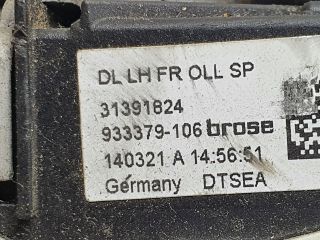 DL LH FR OLL SP
31391824
933379-106 brose
140321 A 14:56:51
Germany DTSEA